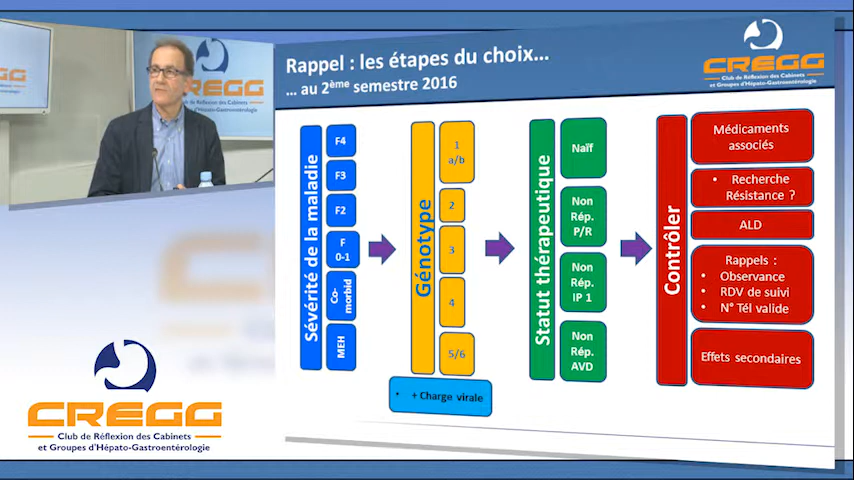 Rappel : les étapes du choix…
… au 2ème semestre 2016
CREGG
Club de Réflexion des Cabinets
et Groupes d'Hépato-Gastroentérologie
Sévérité de la maladie
F4
F3
F2
F
0-1
Co-
morbid
MEH
Génotype
1
a/b
2
3
4
5/6
• + Charge virale
Statut thérapeutique
Naïf
Non
Rép.
P/R
Non
Rép.
IP 1
Non
Rép.
AVD
Contrôler
Médicaments
associés
• Recherche
Résistance ?
ALD
Rappels :
• Observance
• RDV de suivi
• N° Tél valide
Effets secondaires
GG
CREGG
CREGG
Club de Réflexion des Cabinets
et Groupes d'Hépato-Gastroentérologie